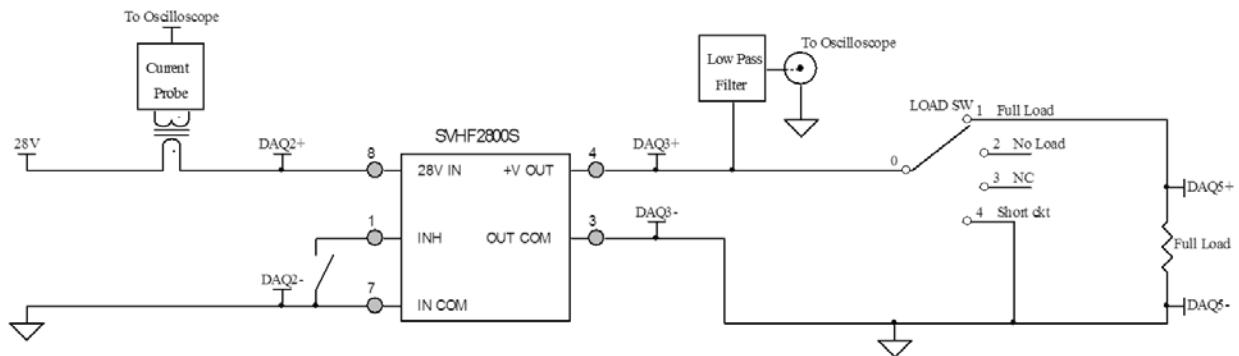 To Oscilloscope
Current
Probe
28V
DAQ2+
8
SVHF2800S
28V IN
+V OUT
4
DAQ3+
Low Pass
Filter
To Oscilloscope
LOAD SW
1 Full Load
0
2 No Load
3 NC
4 Short ckt
DAQ5+
Full Load
DAQ5-
1
INH
OUT COM
3
DAQ3-
DAQ2-
7
IN COM